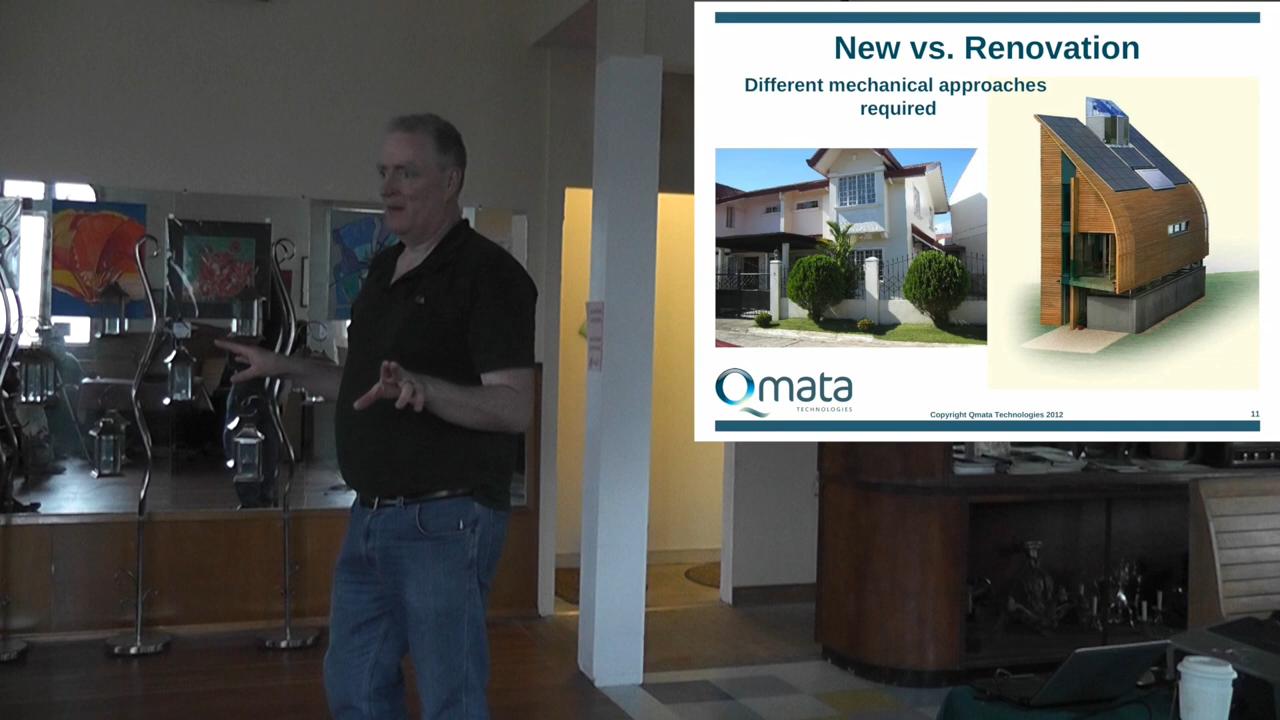 New vs. Renovation
Different mechanical approaches
required
Qmata
TECHNOLOGIES
Copyright Qmata Technologies 2012
11